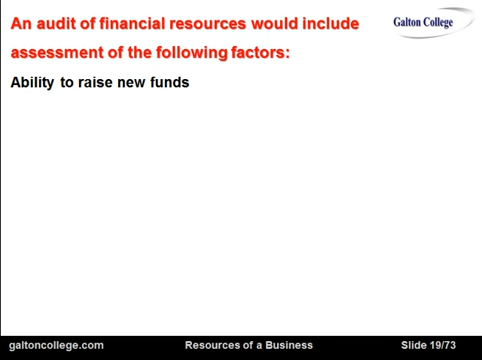 An audit of financial resources would include
Galton College
assessment of the following factors:
Ability to raise new funds
galtoncollege.com Resources of a Business Slide 19/73